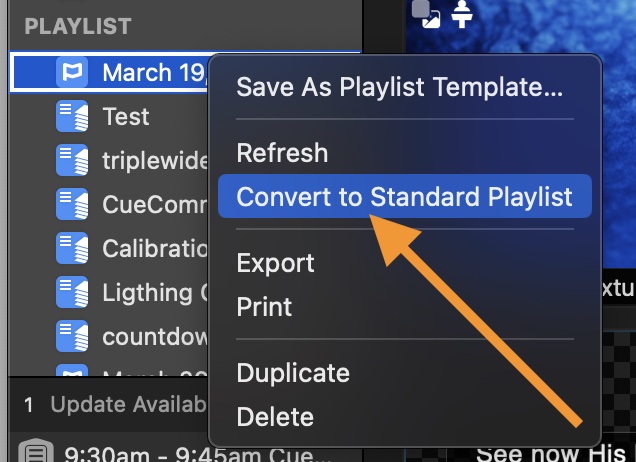 PLAYLIST
March 19,
Save As Playlist Template...
Test
Refresh
triplewide
Convert to Standard Playlist
CueComm
Calibratio
Export
Ligthing
Print
countdow
Duplicate
1 Update Availab
Delete
9:30am - 9:45am Cue...
See how His